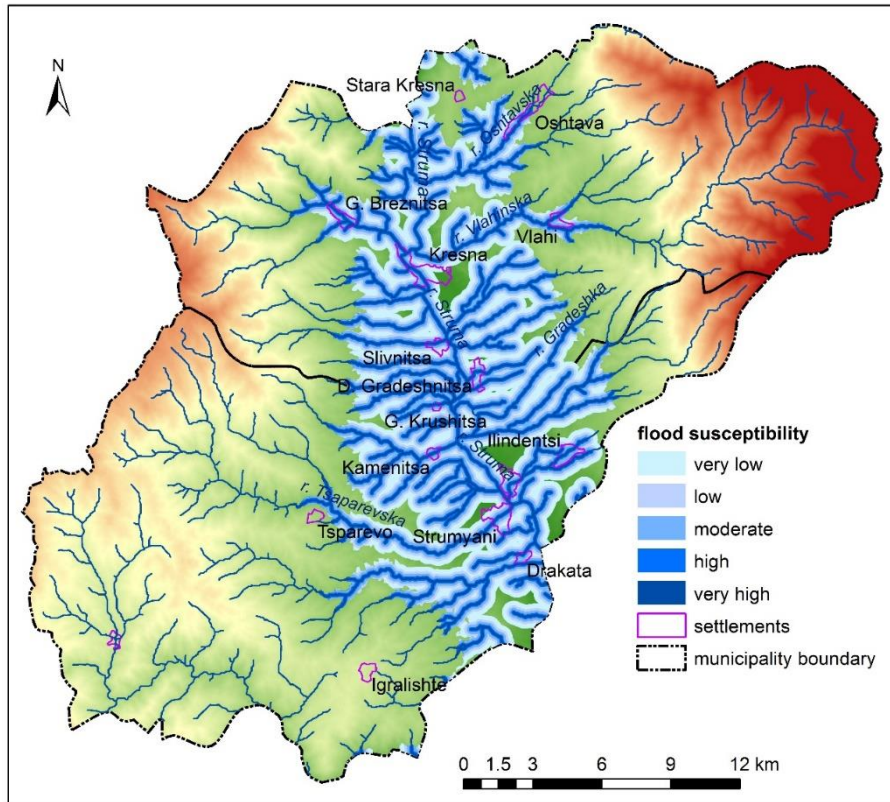 N
Stara Kresna
r. Oshtavska
Oshtava
r. Struma
G. Breznitsa
r. Vlahinska
Vlahi
Kresna
r. Struma
r. Gradeshka
Slivnitsa
D. Gradeshnitsa
G. Krushitsa
Ilindentsi
r. Struma
Kamenitsa
r. Tsaparevska
Tsparevo
Strumyani
Drakata
Igralishte
flood susceptibility
very low
low
moderate
high
very high
settlements
municipality boundary
0 1.5 3 6 9 12 km